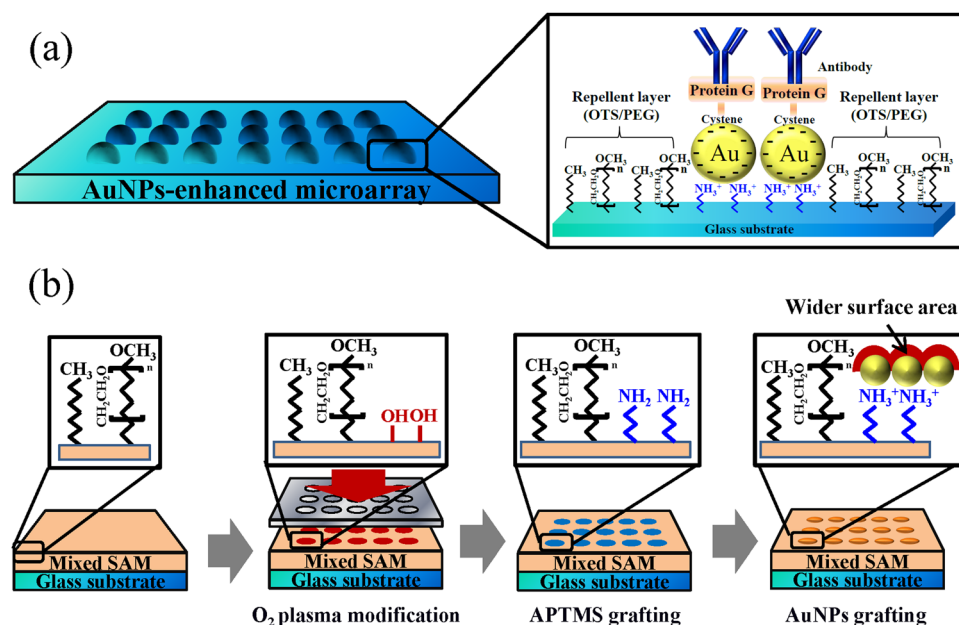 (a)
AuNPs-enhanced microarray
Antibody
Protein G
Protein G
Repellent layer
(OTS/PEG)
Repellent layer
(OTS/PEG)
Cystene
Cystene
Au
Au
CH3
OCH3
n
CH2CH2O
CH3
OCH3
n
CH2CH2O
NH3+
NH3+
NH3+
NH3+
CH3
OCH3
n
CH2CH2O
CH3
OCH3
n
CH2CH2O
Glass substrate
(b)
Wider surface area
CH3
OCH3
n
CH2CH2O
CH3
OCH3
n
CH2CH2O
OHOH
CH3
OCH3
n
CH2CH2O
NH2 NH2
CH3
OCH3
n
CH2CH2O
NH3+NH3+
Mixed SAM
Glass substrate
Mixed SAM
Glass substrate
O2 plasma modification
Mixed SAM
Glass substrate
APTMS grafting
Mixed SAM
Glass substrate
AuNPs grafting